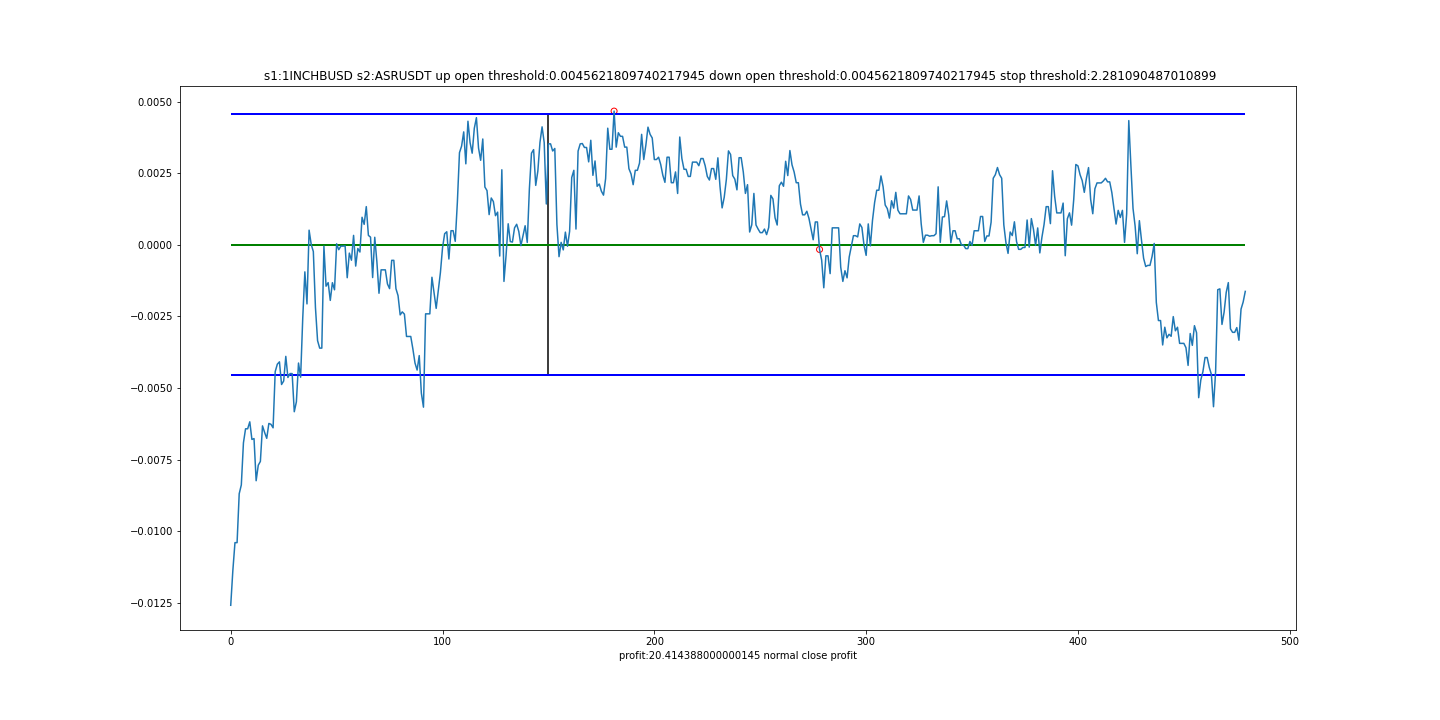 s1:1INCHBUSD s2:ASRUSDT up open threshold:0.0045621809740217945 down open threshold:0.0045621809740217945 stop threshold:2.281090487010899
0.0050
0.0025
0.0000
−0.0025
−0.0050
−0.0075
−0.0100
−0.0125
0 100 200 300 400 500
profit:20.414388000000145 normal close profit